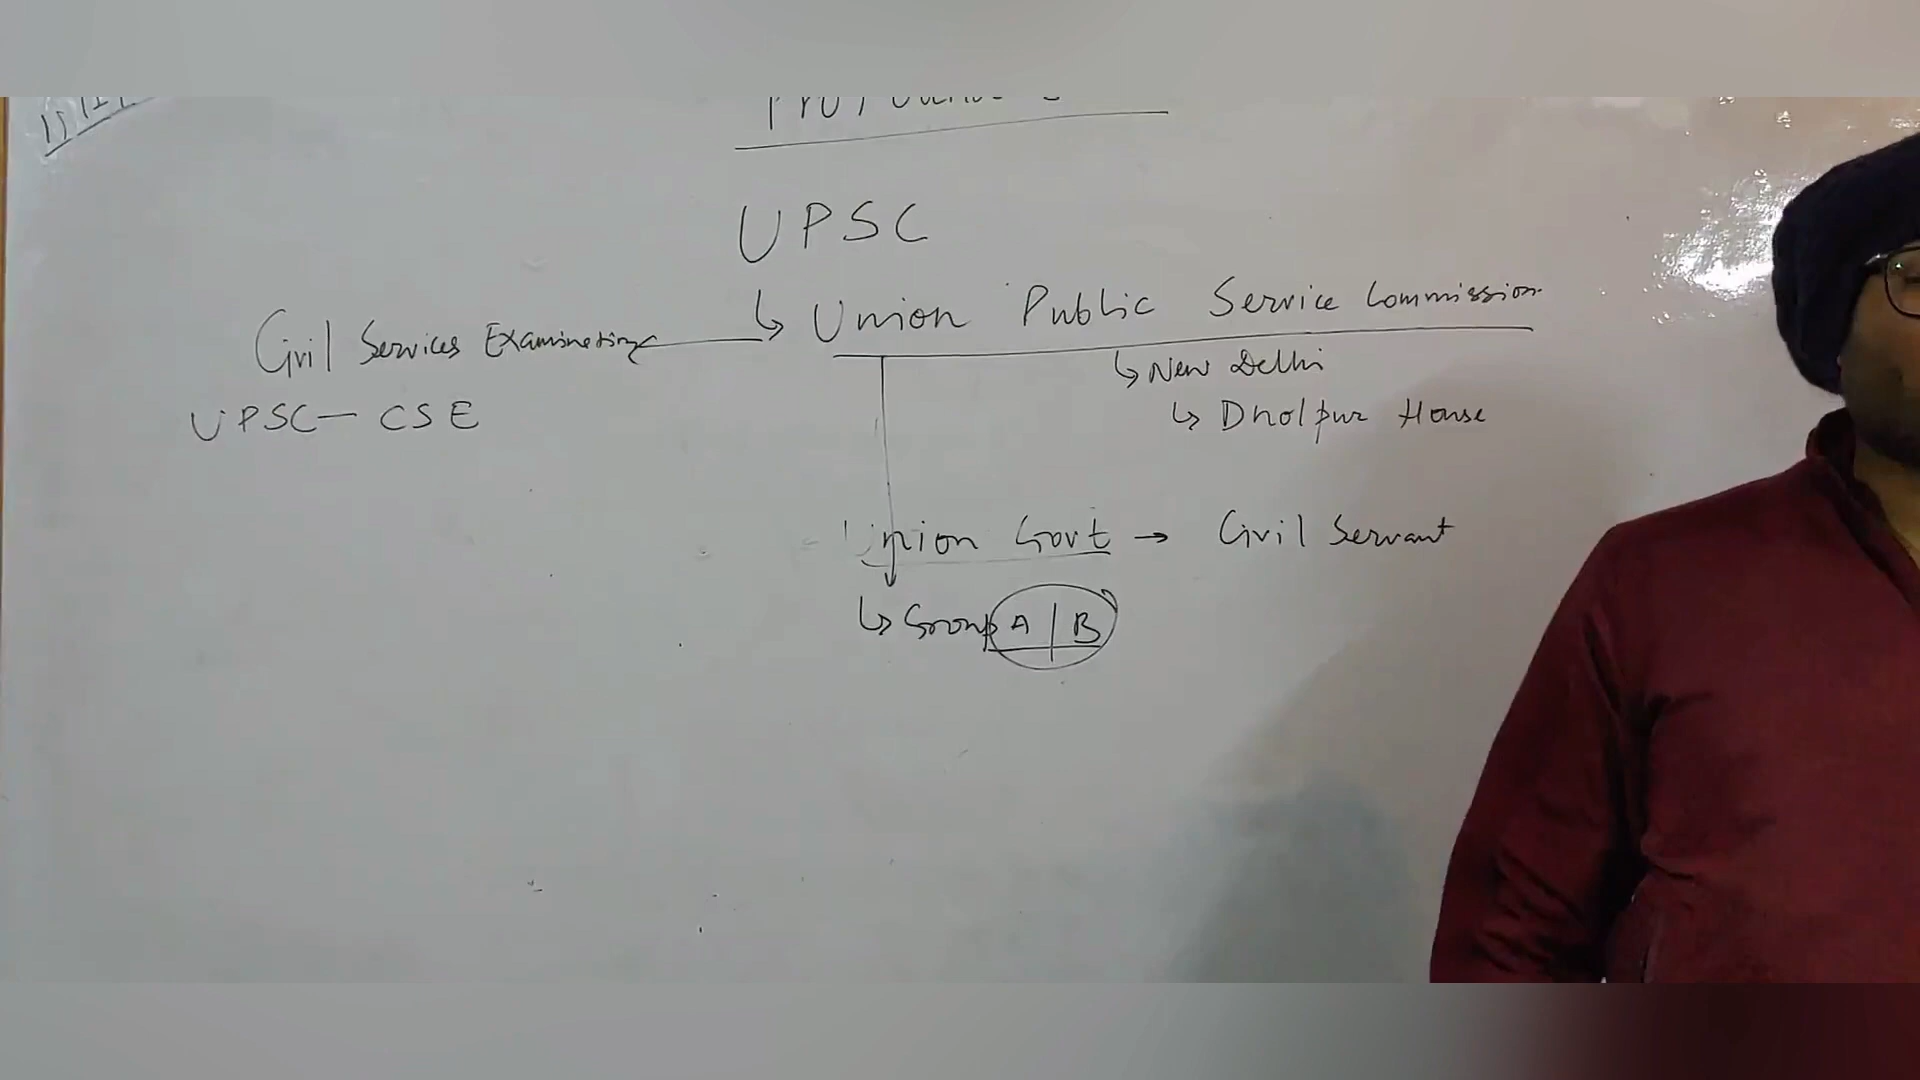 UPSC
↳ Union Public Service Commission
Civil Services Examination
↳ New Delhi
UPSC — CSE
↳ Dholpur House
Union Govt → Civil Servant
↳ Group A | B